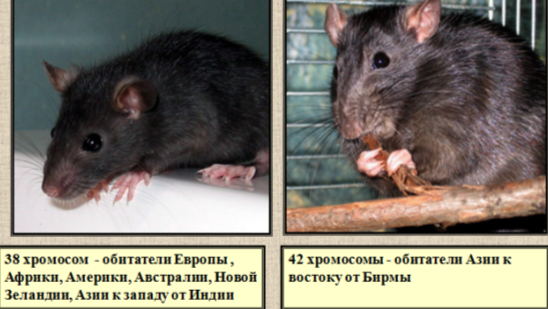 38 хромосом - обитатели Европы ,
Африки, Америки, Австралии, Новой
Зеландии, Азии к западу от Индии
42 хромосомы - обитатели Азии к
востоку от Бирмы